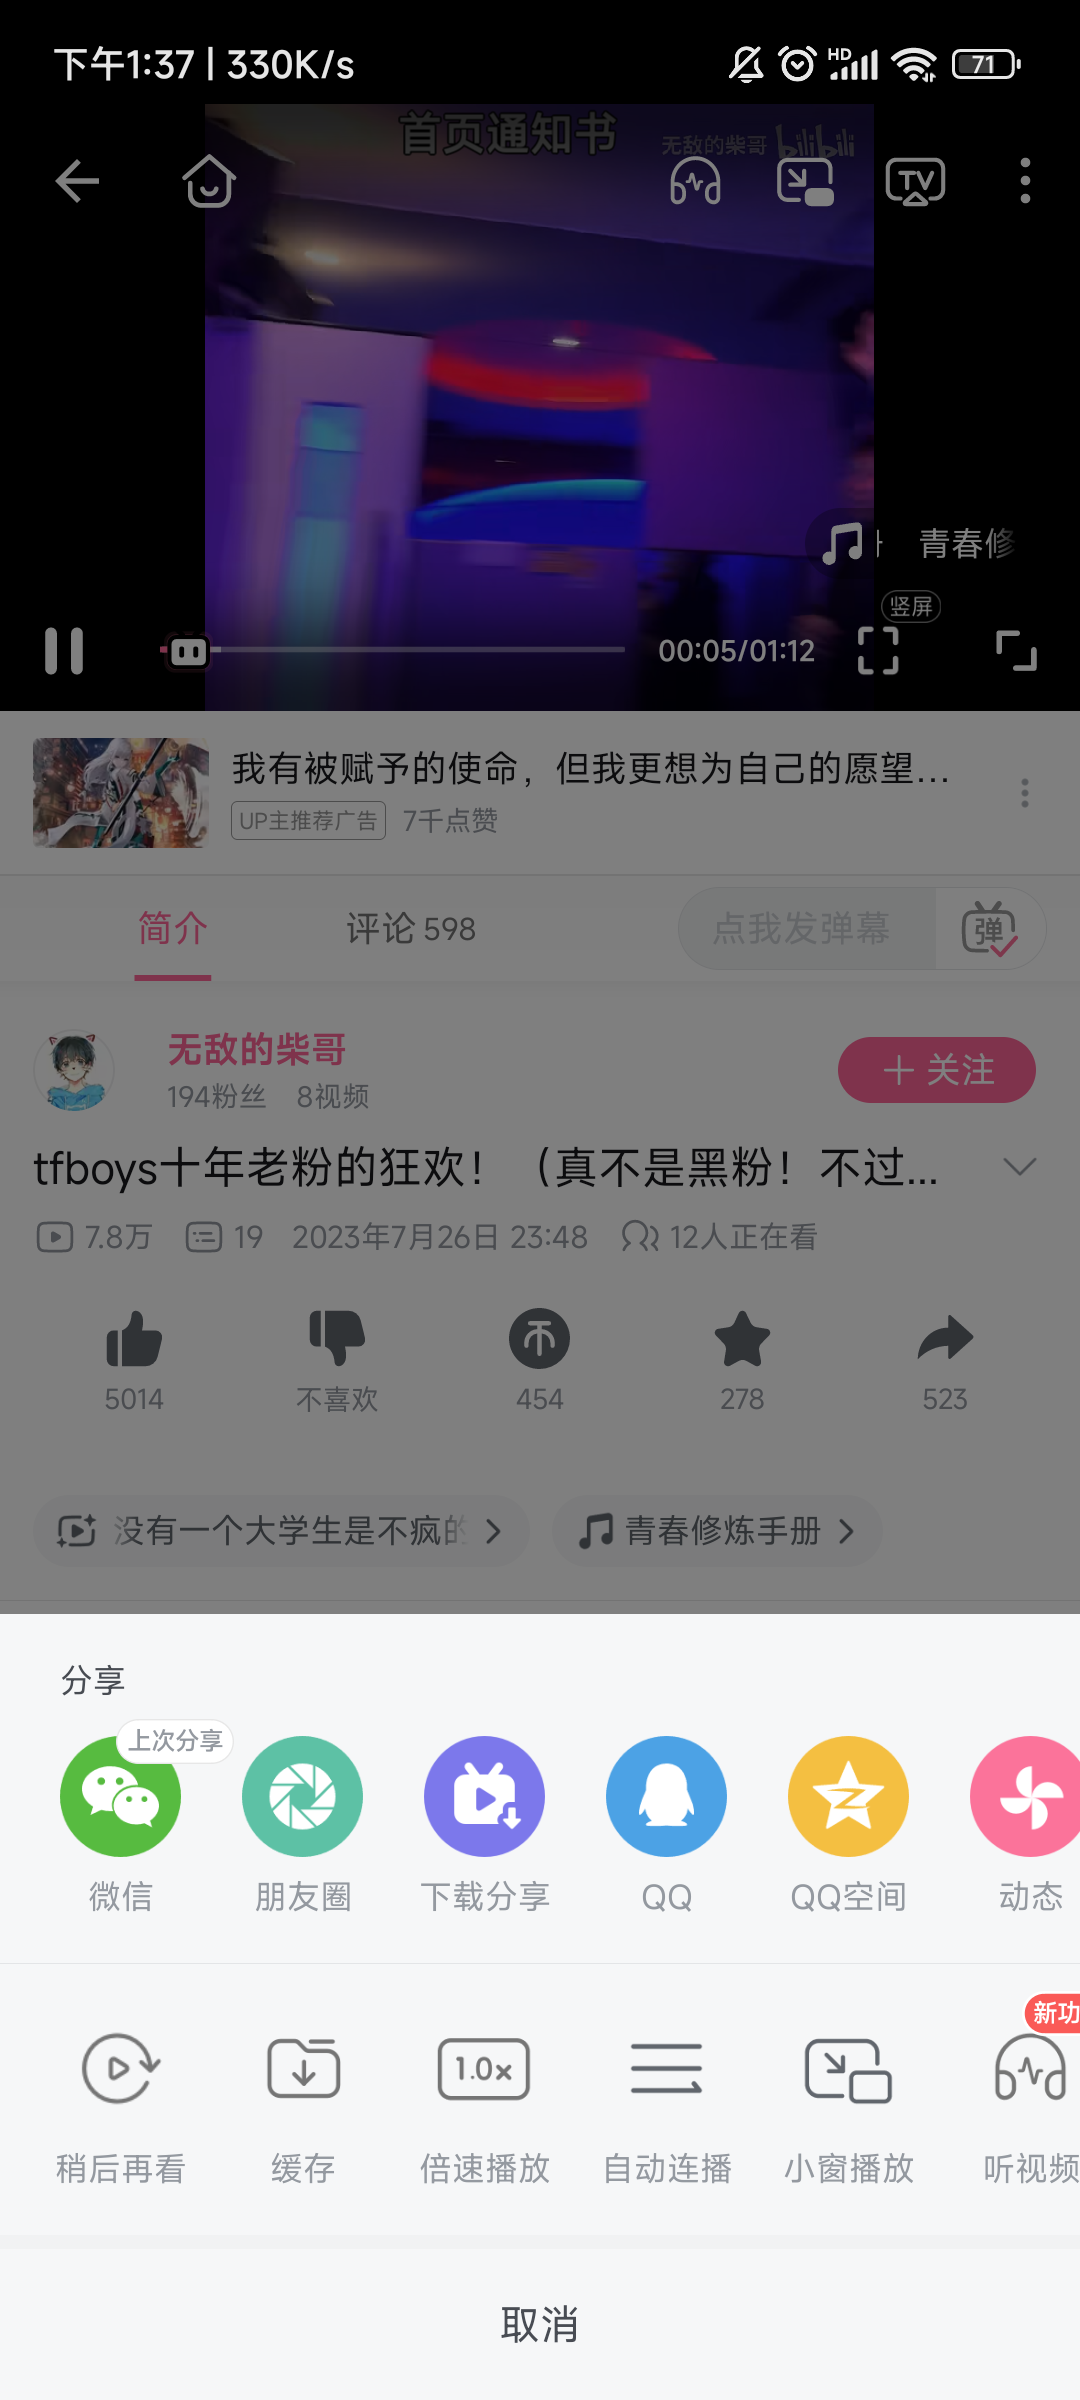 下午1:37 | 330K/s
HD
71
首页通知书
无敌的柴哥 bilibili
TV
青春修
竖屏
00:05/01:12
我有被赋予的使命，但我更想为自己的愿望...
UP主推荐广告 7千点赞
简介 评论 598 点我发弹幕 弹
无敌的柴哥
194粉丝 8视频
＋ 关注
tfboys十年老粉的狂欢！（真不是黑粉！不过...
7.8万 19 2023年7月26日 23:48 12人正在看
5014 不喜欢 454 278 523
没有一个大学生是不疯的 青春修炼手册
分享
上次分享
微信 朋友圈 下载分享 QQ QQ空间 动态
新功
1.0×
稍后再看 缓存 倍速播放 自动连播 小窗播放 听视频
取消